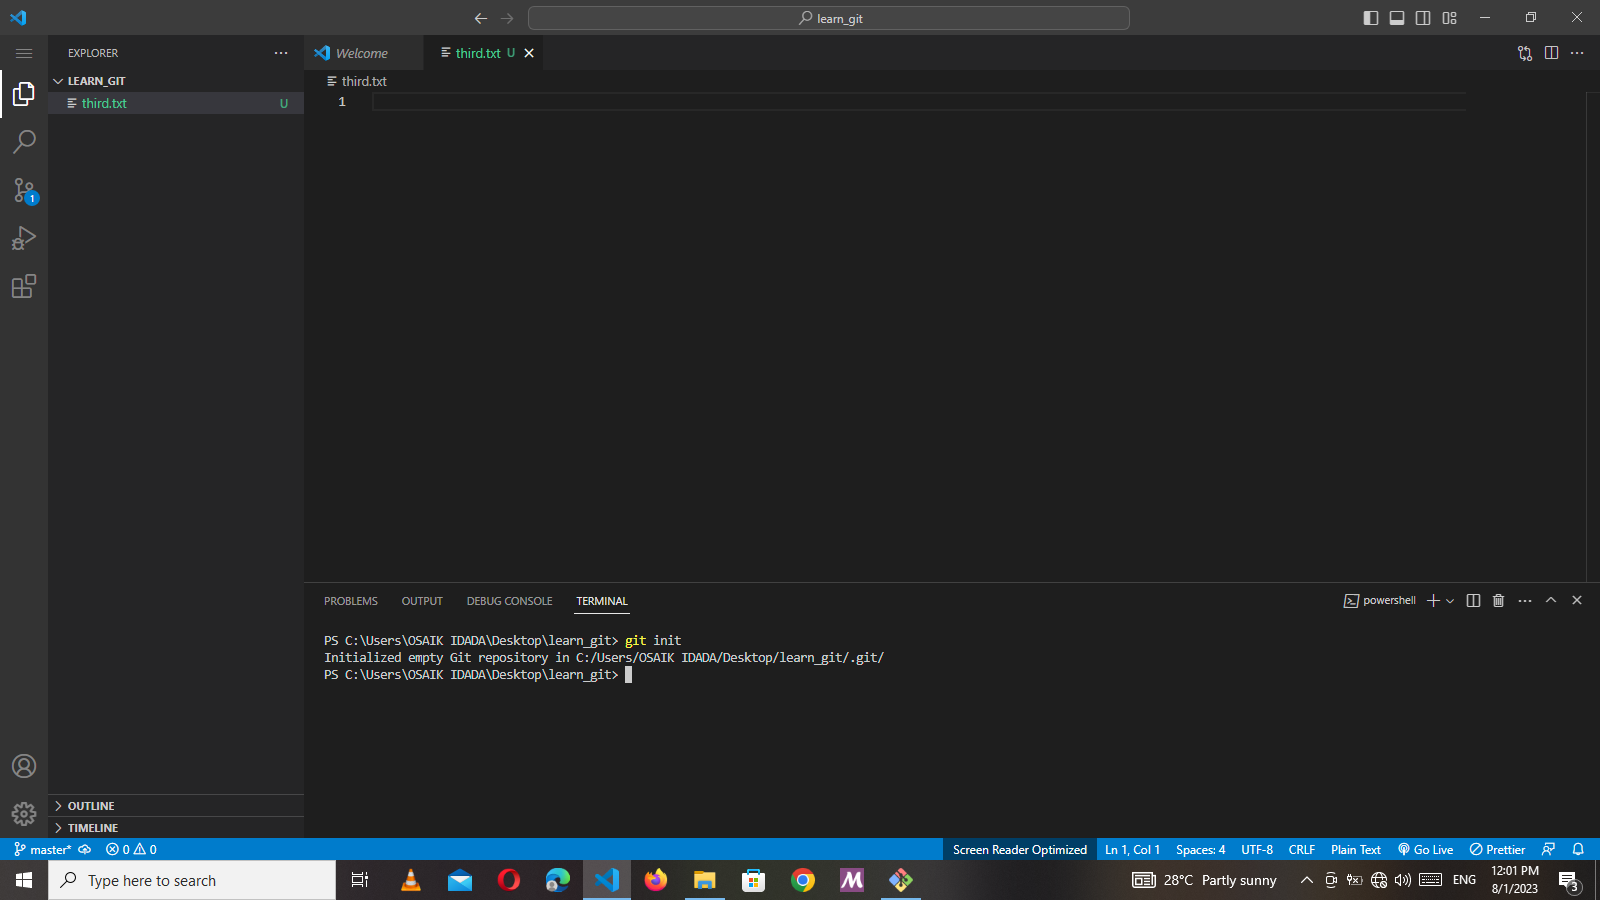 learn_git
EXPLORER
LEARN_GIT
third.txt U
Welcome
third.txt U
third.txt
1
1
PROBLEMS OUTPUT DEBUG CONSOLE TERMINAL
powershell
PS C:\Users\OSAIK IDADA\Desktop\learn_git> git init
Initialized empty Git repository in C:/Users/OSAIK IDADA/Desktop/learn_git/.git/
PS C:\Users\OSAIK IDADA\Desktop\learn_git>
OUTLINE
TIMELINE
master* 0 0 Screen Reader Optimized Ln 1, Col 1 Spaces: 4 UTF-8 CRLF Plain Text Go Live Prettier
Type here to search
28°C Partly sunny
ENG
12:01 PM
8/1/2023
3